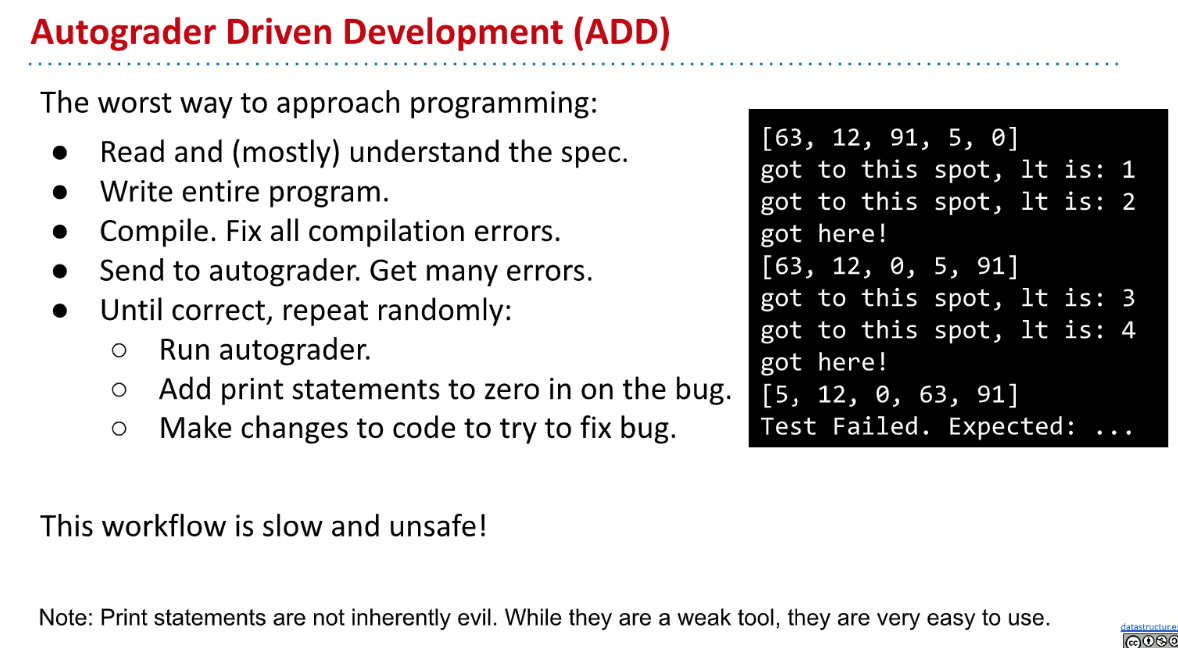 Autograder Driven Development (ADD)
The worst way to approach programming:
● Read and (mostly) understand the spec.
● Write entire program.
● Compile. Fix all compilation errors.
● Send to autograder. Get many errors.
● Until correct, repeat randomly:
○ Run autograder.
○ Add print statements to zero in on the bug.
○ Make changes to code to try to fix bug.
[63, 12, 91, 5, 0]
got to this spot, lt is: 1
got to this spot, lt is: 2
got here!
[63, 12, 0, 5, 91]
got to this spot, lt is: 3
got to this spot, lt is: 4
got here!
[5, 12, 0, 63, 91]
Test Failed. Expected: ...
This workflow is slow and unsafe!
Note: Print statements are not inherently evil. While they are a weak tool, they are very easy to use.
datastructur.es